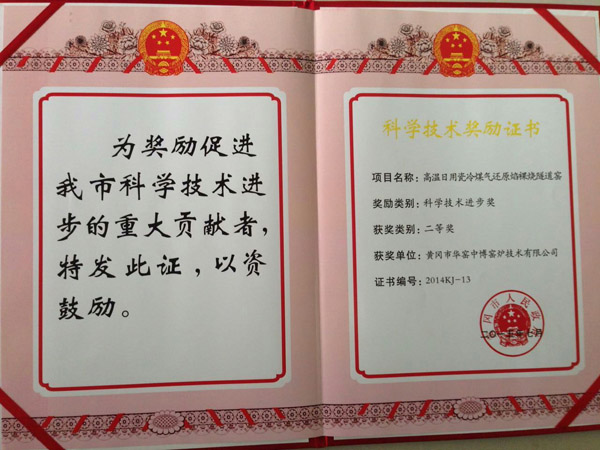 为奖励促进
我市科学技术进
步的重大贡献者，
特发此证，以资
鼓励。
科学技术奖励证书
项目名称：高温日用瓷冷煤气还原焰裸烧隧道窑
奖励类别：科学技术进步奖
获奖类别：二等奖
获奖单位：黄冈市华窑中博窑炉技术有限公司
证书编号：2014KJ-13
冈市人民政